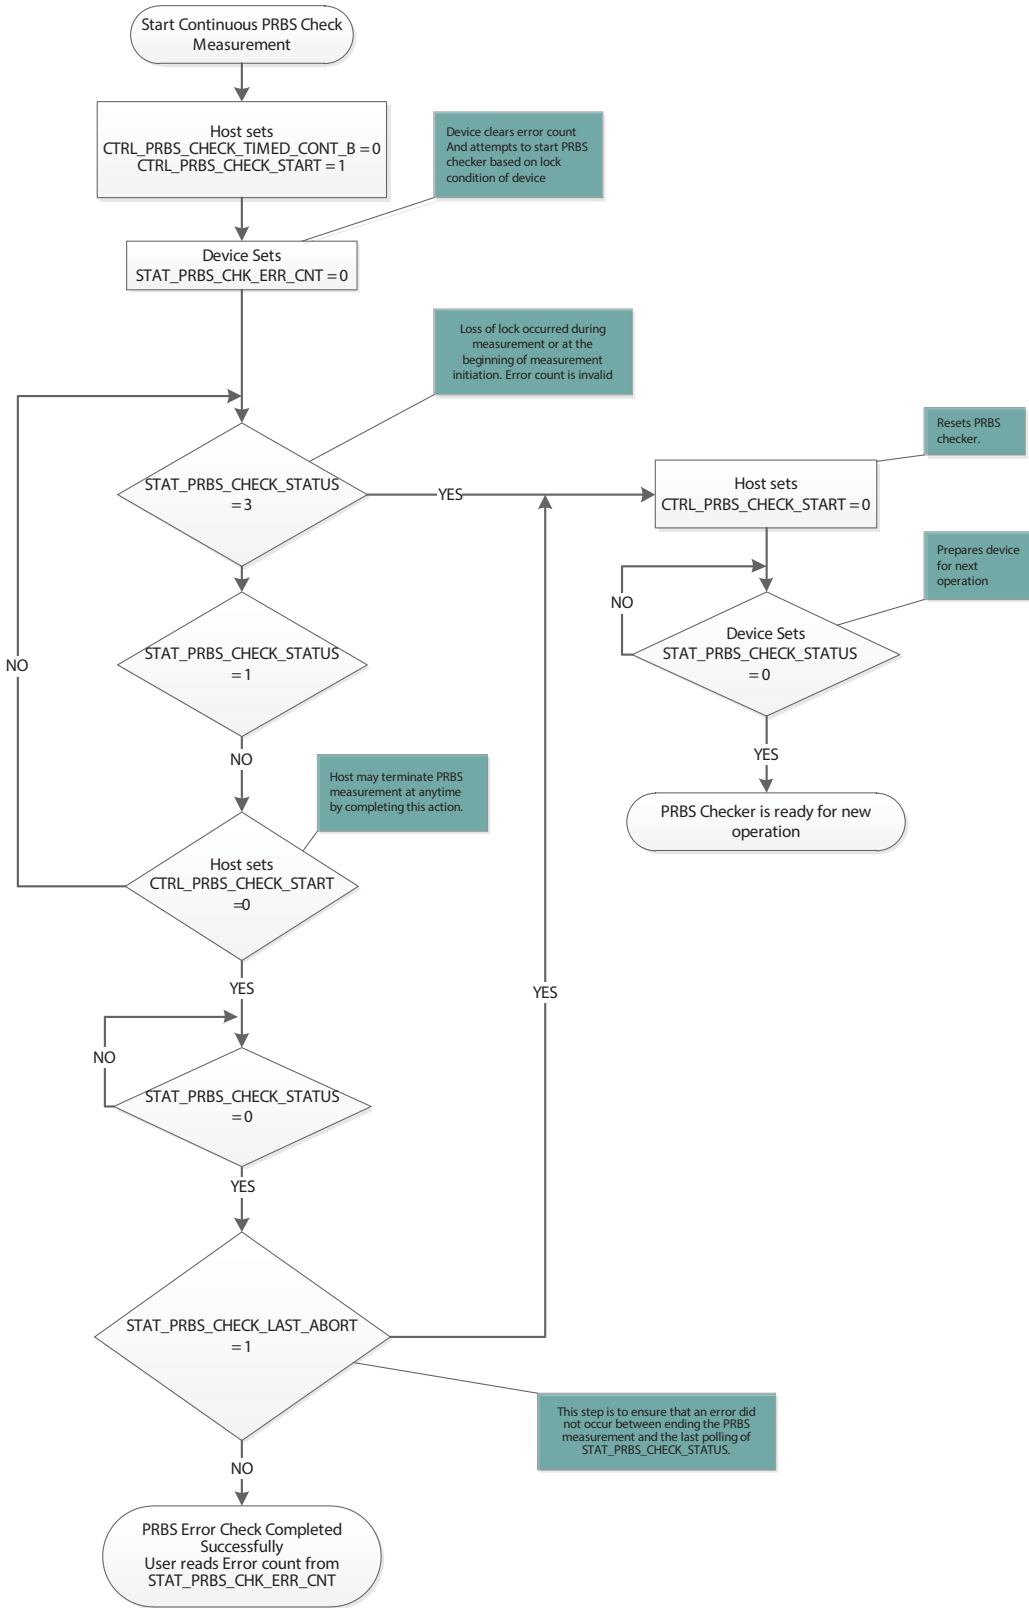 Start Continuous PRBS Check
Measurement
Host sets
CTRL_PRBS_CHECK_TIMED_CONT_B = 0
CTRL_PRBS_CHECK_START = 1
Device clears error count
And attempts to start PRBS
checker based on lock
condition of device
Device Sets
STAT_PRBS_CHK_ERR_CNT = 0
Loss of lock occurred during
measurement or at the
beginning of measurement
initiation. Error count is invalid
STAT_PRBS_CHECK_STATUS
= 3
YES
Resets PRBS
checker.
Host sets
CTRL_PRBS_CHECK_START = 0
Prepares device
for next
operation
NO
Device Sets
STAT_PRBS_CHECK_STATUS
= 0
YES
PRBS Checker is ready for new
operation
STAT_PRBS_CHECK_STATUS
= 1
NO
NO
Host may terminate PRBS
measurement at anytime
by completing this action.
Host sets
CTRL_PRBS_CHECK_START
=0
YES
YES
NO
STAT_PRBS_CHECK_STATUS
= 0
YES
STAT_PRBS_CHECK_LAST_ABORT
= 1
This step is to ensure that an error did
not occur between ending the PRBS
measurement and the last polling of
STAT_PRBS_CHECK_STATUS.
NO
PRBS Error Check Completed
Successfully
User reads Error count from
STAT_PRBS_CHK_ERR_CNT